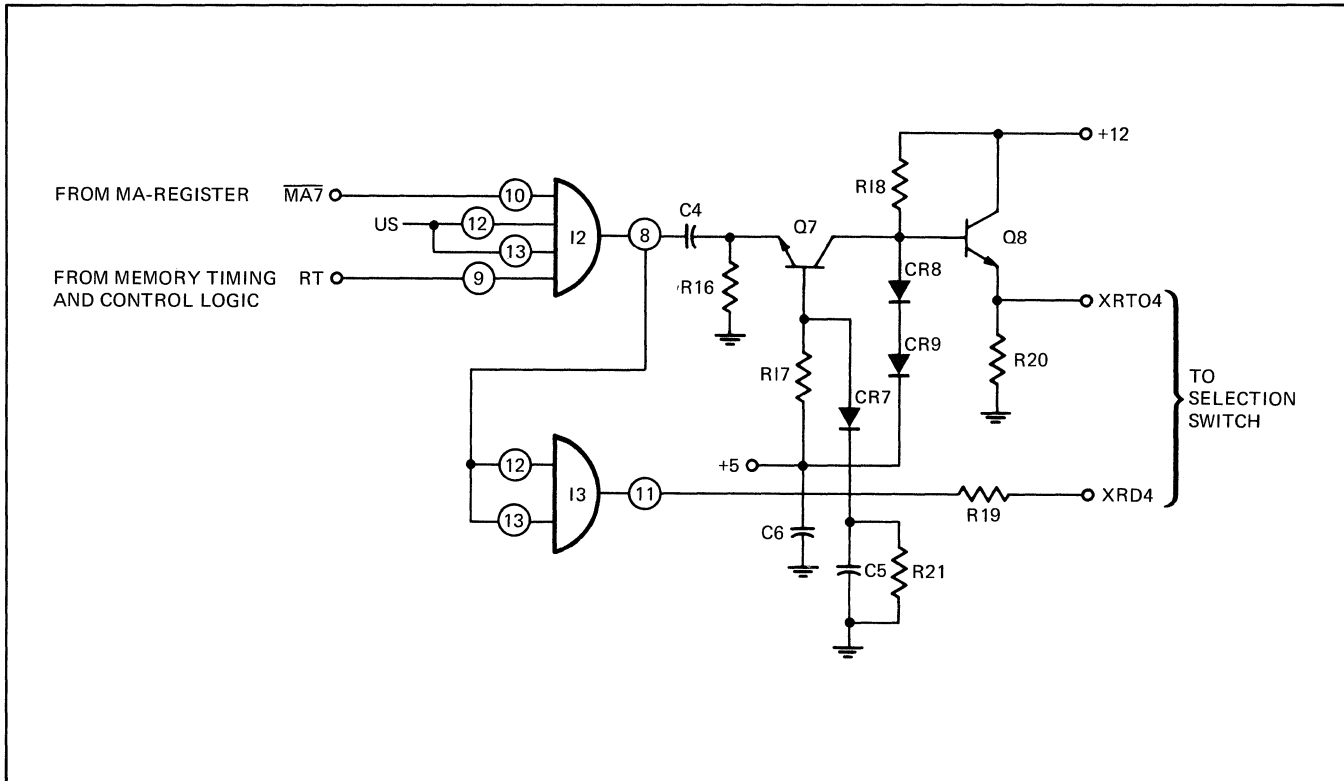 +12
R18
FROM MA-REGISTER M̅A̅7̅
10
C4
Q7
Q8
US
12
I2
8
13
CR8
FROM MEMORY TIMING
AND CONTROL LOGIC
RT
9
R16
XRTO4
CR9
R17
R20
CR7
TO
SELECTION
SWITCH
+5
12
I3
11
XRD4
R19
13
C6
C5
R21